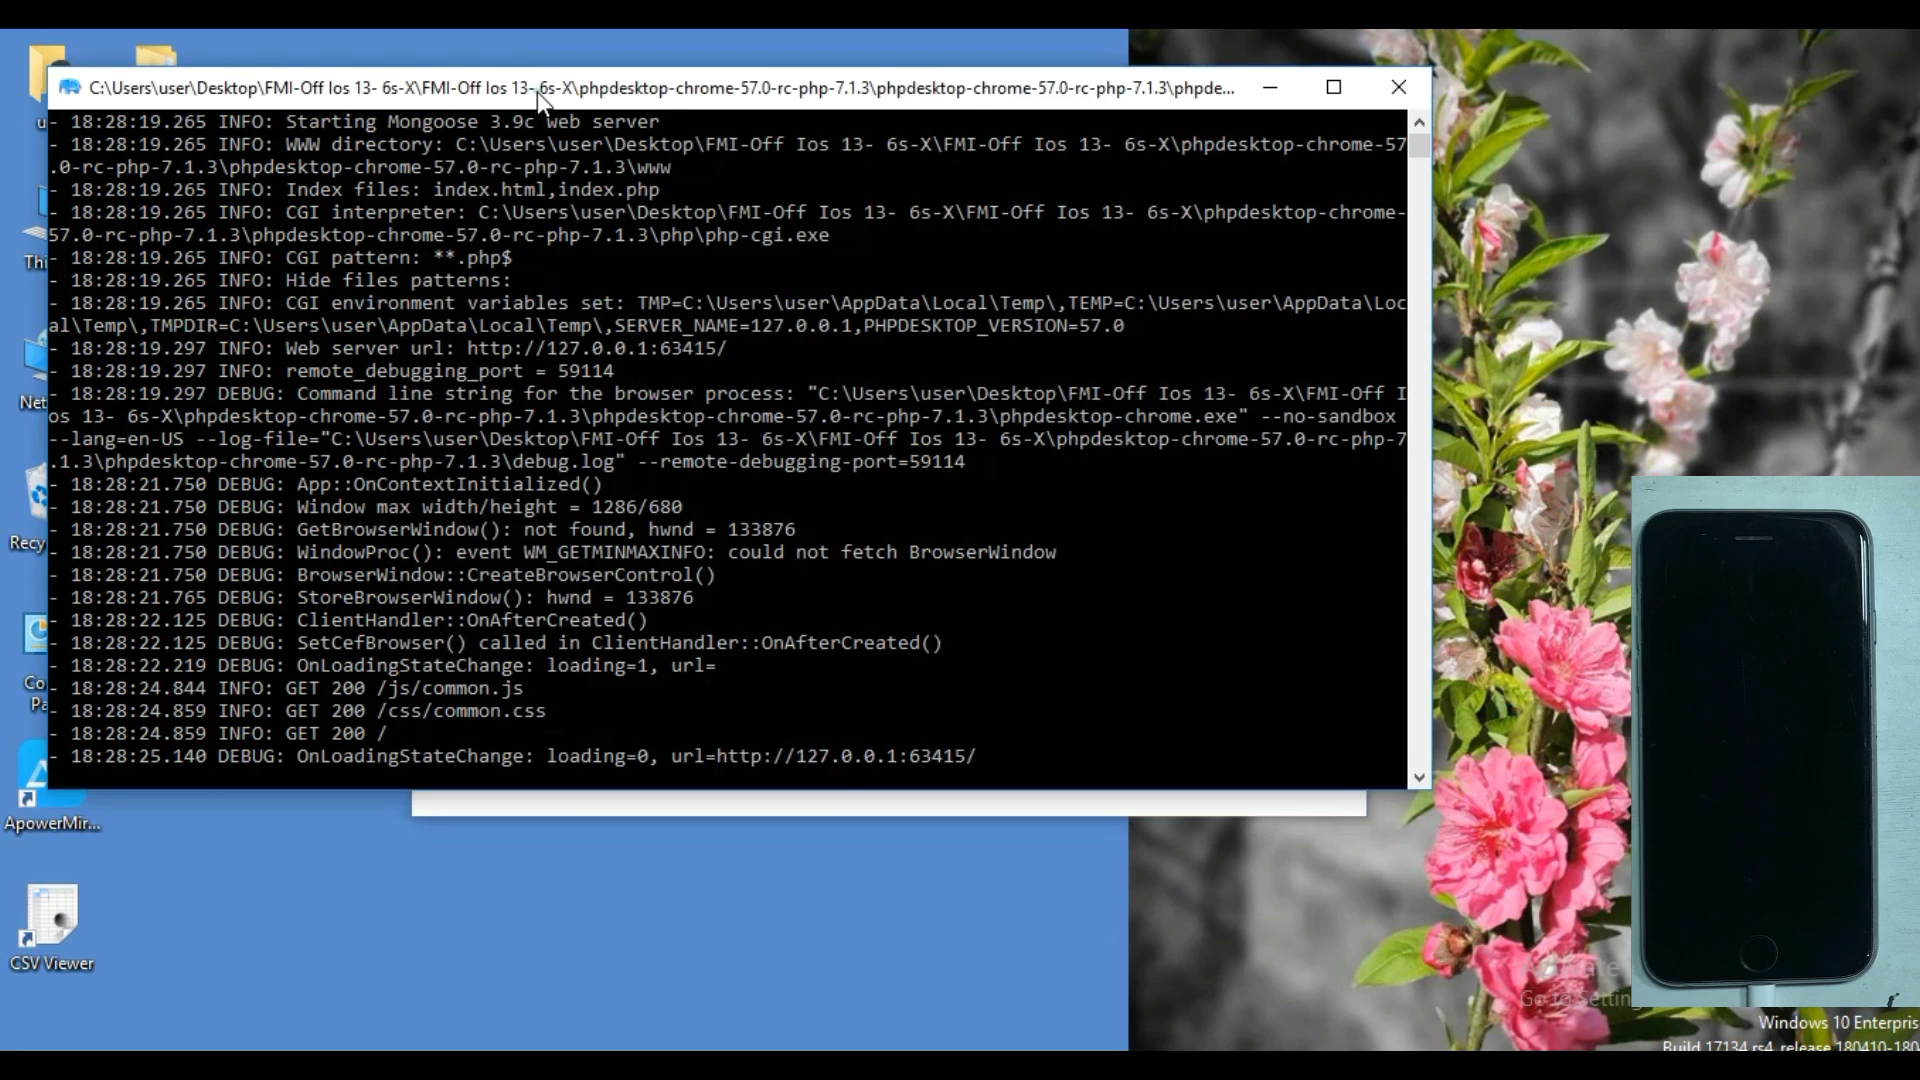 C:\Users\user\Desktop\FMI-Off Ios 13- 6s-X\FMI-Off Ios 13- 6s-X\phpdesktop-chrome-57.0-rc-php-7.1.3\phpdesktop-chrome-57.0-rc-php-7.1.3\phpde...
- 18:28:19.265 INFO: Starting Mongoose 3.9c web server
- 18:28:19.265 INFO: WWW directory: C:\Users\user\Desktop\FMI-Off Ios 13- 6s-X\FMI-Off Ios 13- 6s-X\phpdesktop-chrome-57
.0-rc-php-7.1.3\phpdesktop-chrome-57.0-rc-php-7.1.3\www
- 18:28:19.265 INFO: Index files: index.html,index.php
- 18:28:19.265 INFO: CGI interpreter: C:\Users\user\Desktop\FMI-Off Ios 13- 6s-X\FMI-Off Ios 13- 6s-X\phpdesktop-chrome-
57.0-rc-php-7.1.3\phpdesktop-chrome-57.0-rc-php-7.1.3\php\php-cgi.exe
- 18:28:19.265 INFO: CGI pattern: **.php$
- 18:28:19.265 INFO: Hide files patterns:
- 18:28:19.265 INFO: CGI environment variables set: TMP=C:\Users\user\AppData\Local\Temp\,TEMP=C:\Users\user\AppData\Loc
al\Temp\,TMPDIR=C:\Users\user\AppData\Local\Temp\,SERVER_NAME=127.0.0.1,PHPDESKTOP_VERSION=57.0
- 18:28:19.297 INFO: Web server url: http://127.0.0.1:63415/
- 18:28:19.297 INFO: remote_debugging_port = 59114
- 18:28:19.297 DEBUG: Command line string for the browser process: "C:\Users\user\Desktop\FMI-Off Ios 13- 6s-X\FMI-Off I
os 13- 6s-X\phpdesktop-chrome-57.0-rc-php-7.1.3\phpdesktop-chrome-57.0-rc-php-7.1.3\phpdesktop-chrome.exe" --no-sandbox
--lang=en-US --log-file="C:\Users\user\Desktop\FMI-Off Ios 13- 6s-X\FMI-Off Ios 13- 6s-X\phpdesktop-chrome-57.0-rc-php-7
.1.3\phpdesktop-chrome-57.0-rc-php-7.1.3\debug.log" --remote-debugging-port=59114
- 18:28:21.750 DEBUG: App::OnContextInitialized()
- 18:28:21.750 DEBUG: Window max width/height = 1286/680
- 18:28:21.750 DEBUG: GetBrowserWindow(): not found, hwnd = 133876
- 18:28:21.750 DEBUG: WindowProc(): event WM_GETMINMAXINFO: could not fetch BrowserWindow
- 18:28:21.750 DEBUG: BrowserWindow::CreateBrowserControl()
- 18:28:21.765 DEBUG: StoreBrowserWindow(): hwnd = 133876
- 18:28:22.125 DEBUG: ClientHandler::OnAfterCreated()
- 18:28:22.125 DEBUG: SetCefBrowser() called in ClientHandler::OnAfterCreated()
- 18:28:22.219 DEBUG: OnLoadingStateChange: loading=1, url=
- 18:28:24.844 INFO: GET 200 /js/common.js
- 18:28:24.859 INFO: GET 200 /css/common.css
- 18:28:24.859 INFO: GET 200 /
- 18:28:25.140 DEBUG: OnLoadingStateChange: loading=0, url=http://127.0.0.1:63415/
u
Thi
Net
Recy
Co
Pa
ApowerMir...
CSV Viewer
Go to Settin
Windows 10 Enterpris
Build 17134.rs4_release.180410-180